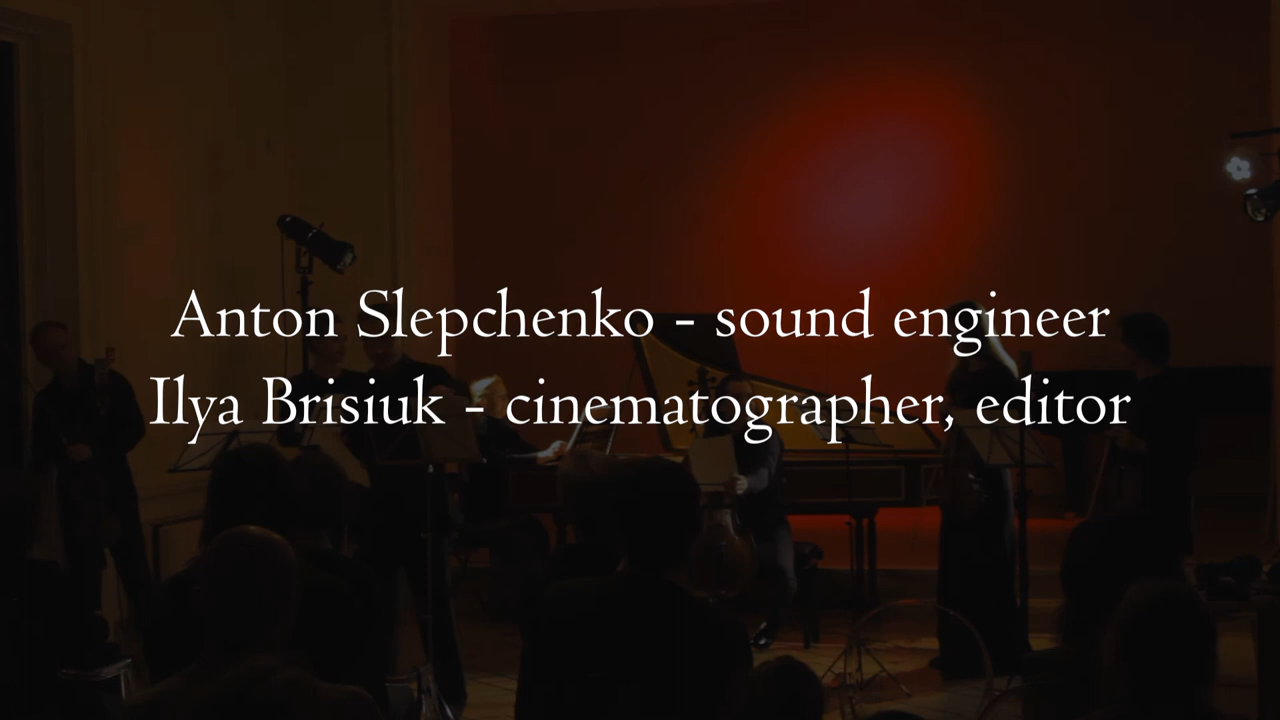 Anton Slepchenko - sound engineer
Ilya Brisiuk - cinematographer, editor